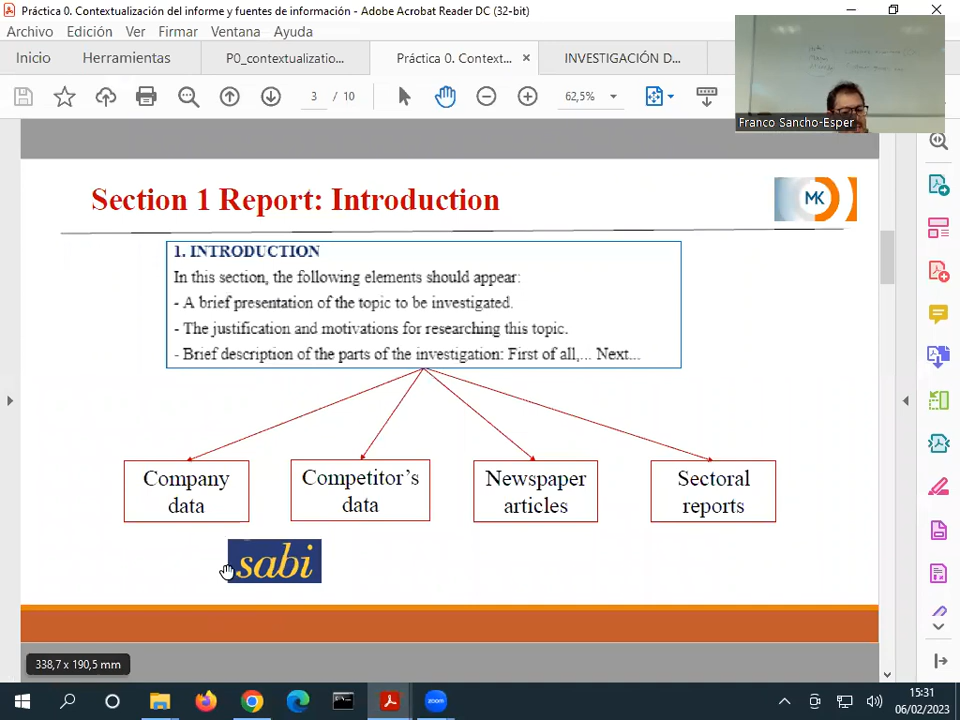 Práctica 0. Contextualización del informe y fuentes de información - Adobe Acrobat Reader DC (32-bit)
Archivo Edición Ver Firmar Ventana Ayuda
Inicio Herramientas P0_contextualizatio... Práctica 0. Context... INVESTIGACIÓN D...
3 / 10 62,5%
Franco Sancho-Esper
Section 1 Report: Introduction
MK
1. INTRODUCTION
In this section, the following elements should appear:
- A brief presentation of the topic to be investigated.
- The justification and motivations for researching this topic.
- Brief description of the parts of the investigation: First of all,... Next...
Company
data
Competitor's
data
Newspaper
articles
Sectoral
reports
sabi
338,7 x 190,5 mm
zoom
15:31
06/02/2023